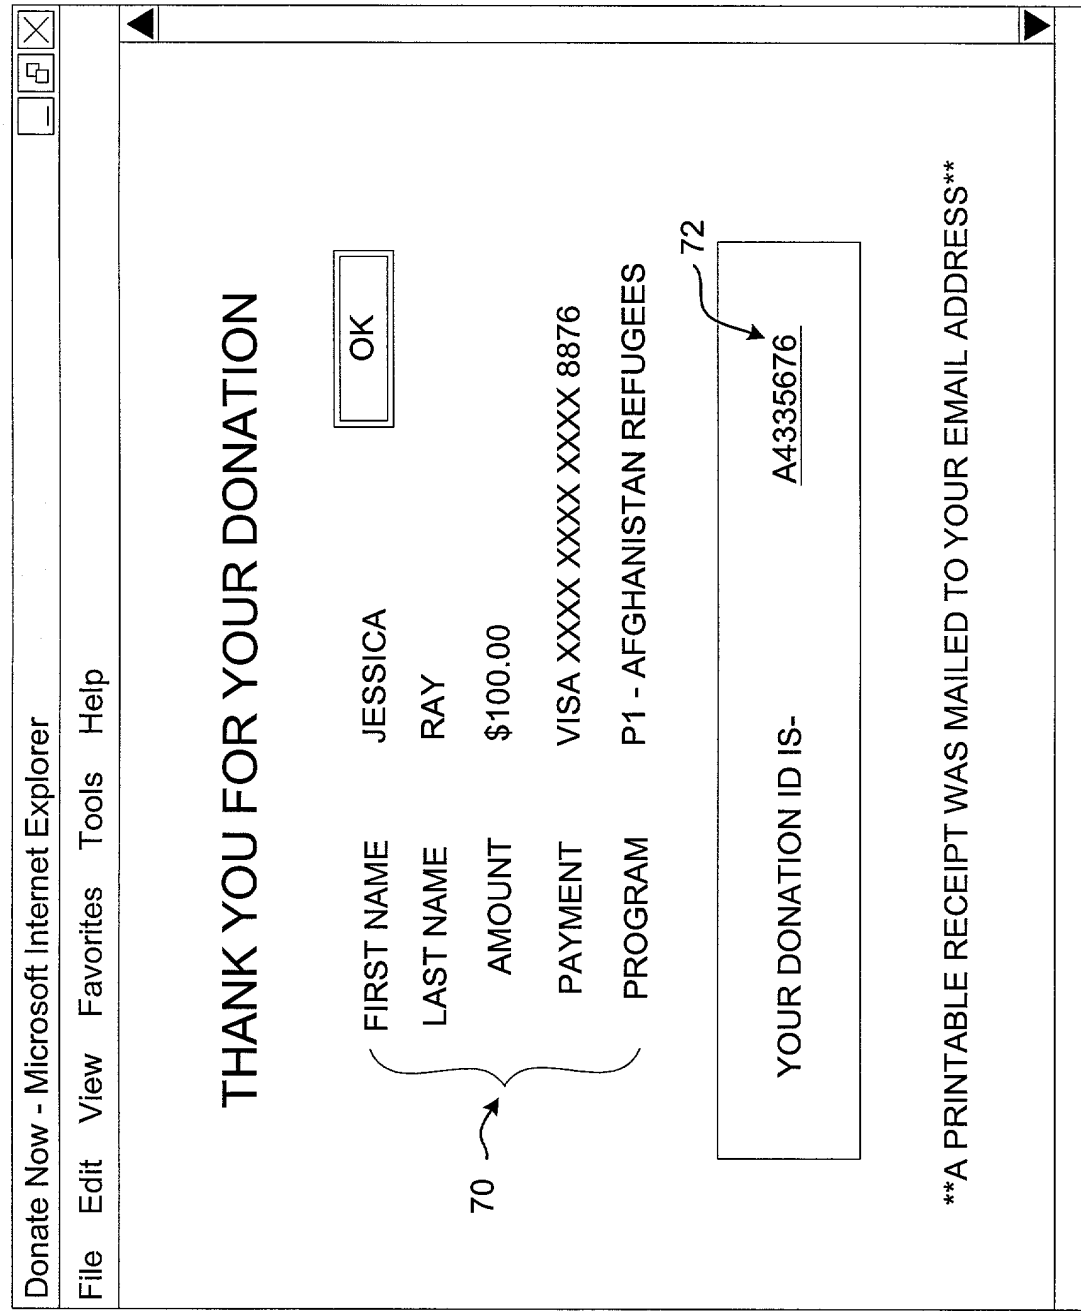 Donate Now - Microsoft Internet Explorer
File Edit View Favorites Tools Help
THANK YOU FOR YOUR DONATION
OK
FIRST NAME JESSICA
LAST NAME RAY
AMOUNT $100.00
PAYMENT VISA XXXX XXXX XXXX 8876
PROGRAM P1 - AFGHANISTAN REFUGEES
70
72
YOUR DONATION ID IS- A4335676
**A PRINTABLE RECEIPT WAS MAILED TO YOUR EMAIL ADDRESS**